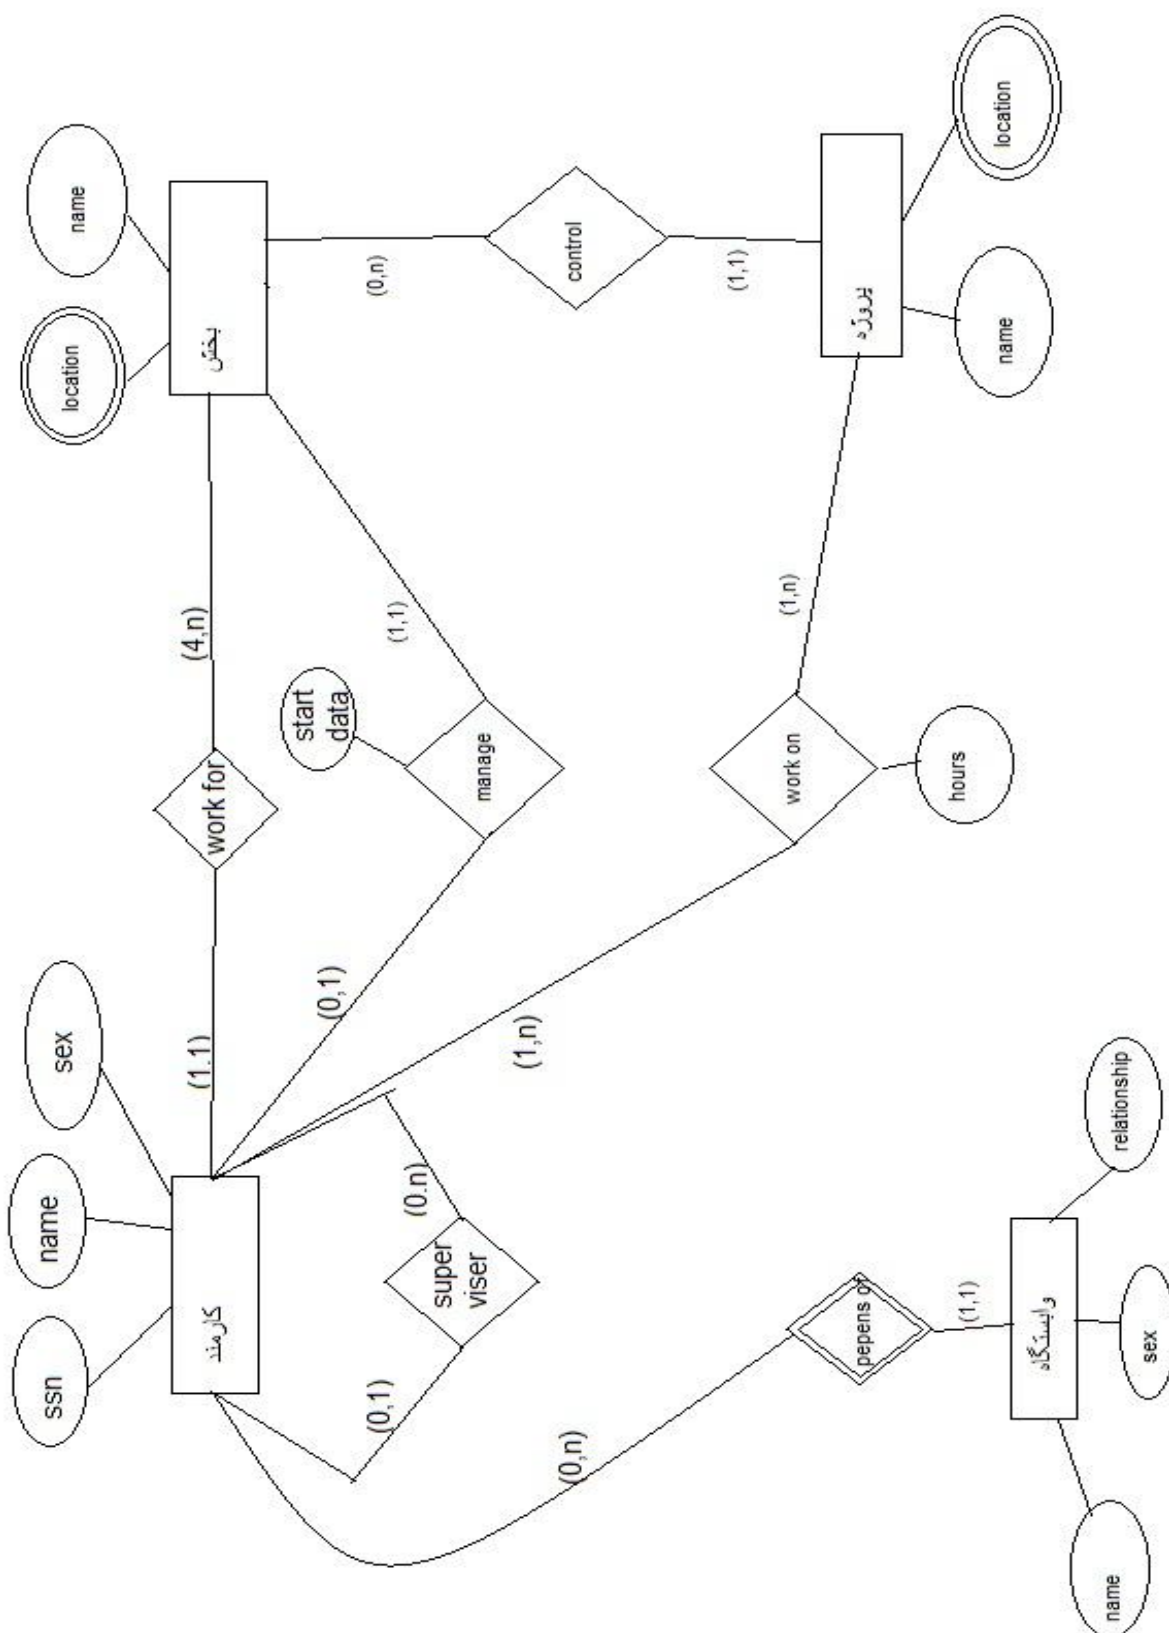 ssn
name
sex
کارمند
(1.1)
work for
(4,n)
location
name
بخش
(0,1)
start
data
manage
(1,1)
(0,n)
control
(1,1)
(0,1)
super
viser
(0.n)
(1,n)
work on
hours
(1,n)
پروژه
name
location
(0,n)
pepens of
(1,1)
وابستگاه
name
sex
relationship